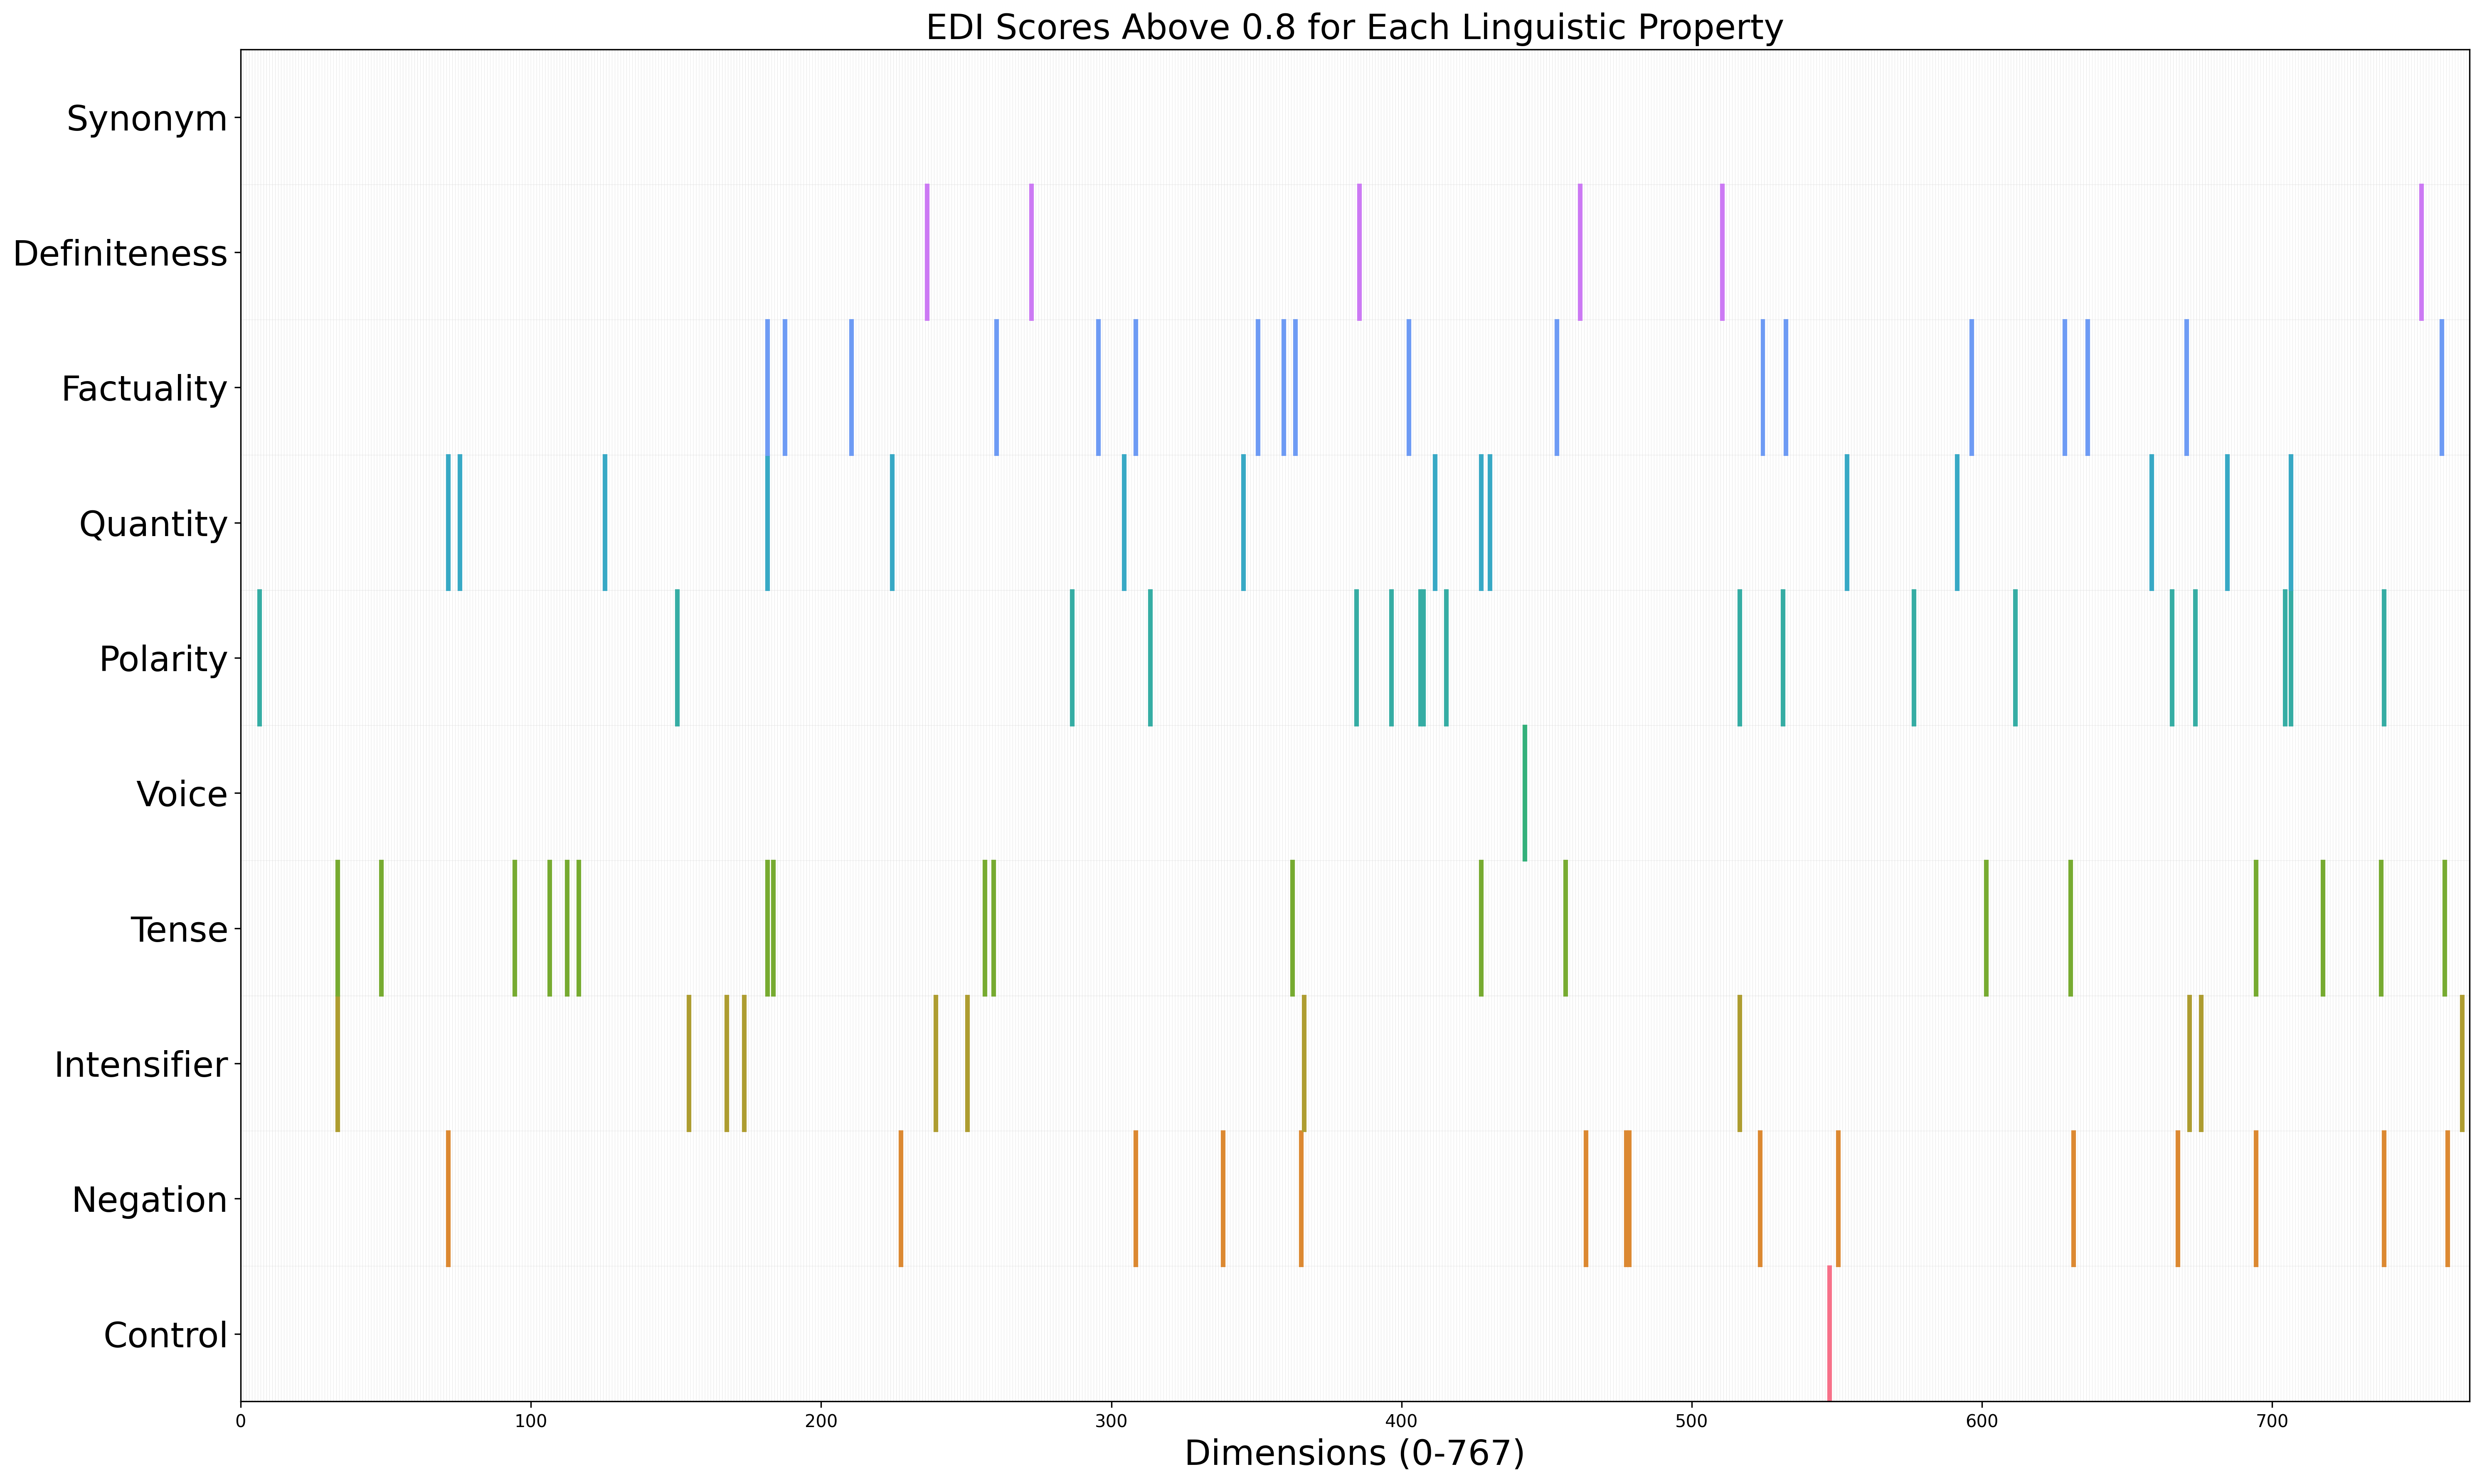 EDI Scores Above 0.8 for Each Linguistic Property
Synonym
Definiteness
Factuality
Quantity
Polarity
Voice
Tense
Intensifier
Negation
Control
0 100 200 300 400 500 600 700
Dimensions (0-767)